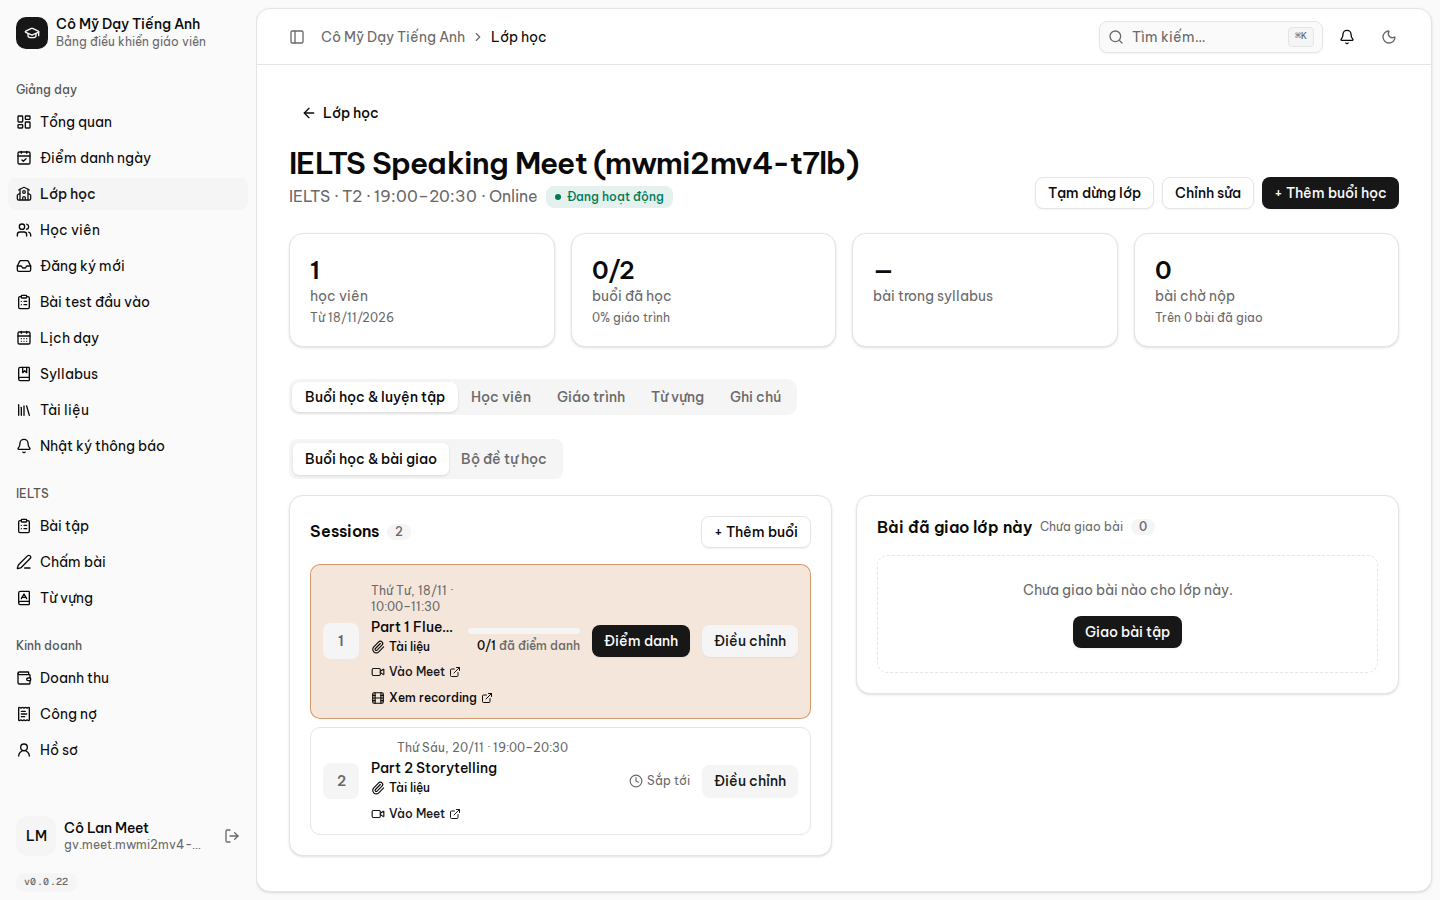 Cô Mỹ Dạy Tiếng Anh
Bảng điều khiển giáo viên
Giảng dạy
Tổng quan
Điểm danh ngày
Lớp học
Học viên
Đăng ký mới
Bài test đầu vào
Lịch dạy
Syllabus
Tài liệu
Nhật ký thông báo
IELTS
Bài tập
Chấm bài
Từ vựng
Kinh doanh
Doanh thu
Công nợ
Hồ sơ
LM
Cô Lan Meet
gv.meet.mwmi2mv4-...
v0.0.22
Cô Mỹ Dạy Tiếng Anh > Lớp học
Tìm kiếm...
⌘K
← Lớp học
IELTS Speaking Meet (mwmi2mv4-t7lb)
IELTS · T2 · 19:00–20:30 · Online
Đang hoạt động
Tạm dừng lớp
Chỉnh sửa
+ Thêm buổi học
1
học viên
Từ 18/11/2026
0/2
buổi đã học
0% giáo trình
—
bài trong syllabus
0
bài chờ nộp
Trên 0 bài đã giao
Buổi học & luyện tập
Học viên
Giáo trình
Từ vựng
Ghi chú
Buổi học & bài giao
Bộ đề tự học
Sessions 2
+ Thêm buổi
1
Thứ Tư, 18/11 ·
10:00–11:30
Part 1 Flue...
Tài liệu
Vào Meet
Xem recording
0/1 đã điểm danh
Điểm danh
Điều chỉnh
2
Thứ Sáu, 20/11 · 19:00–20:30
Part 2 Storytelling
Tài liệu
Vào Meet
Sắp tới
Điều chỉnh
Bài đã giao lớp này Chưa giao bài 0
Chưa giao bài nào cho lớp này.
Giao bài tập